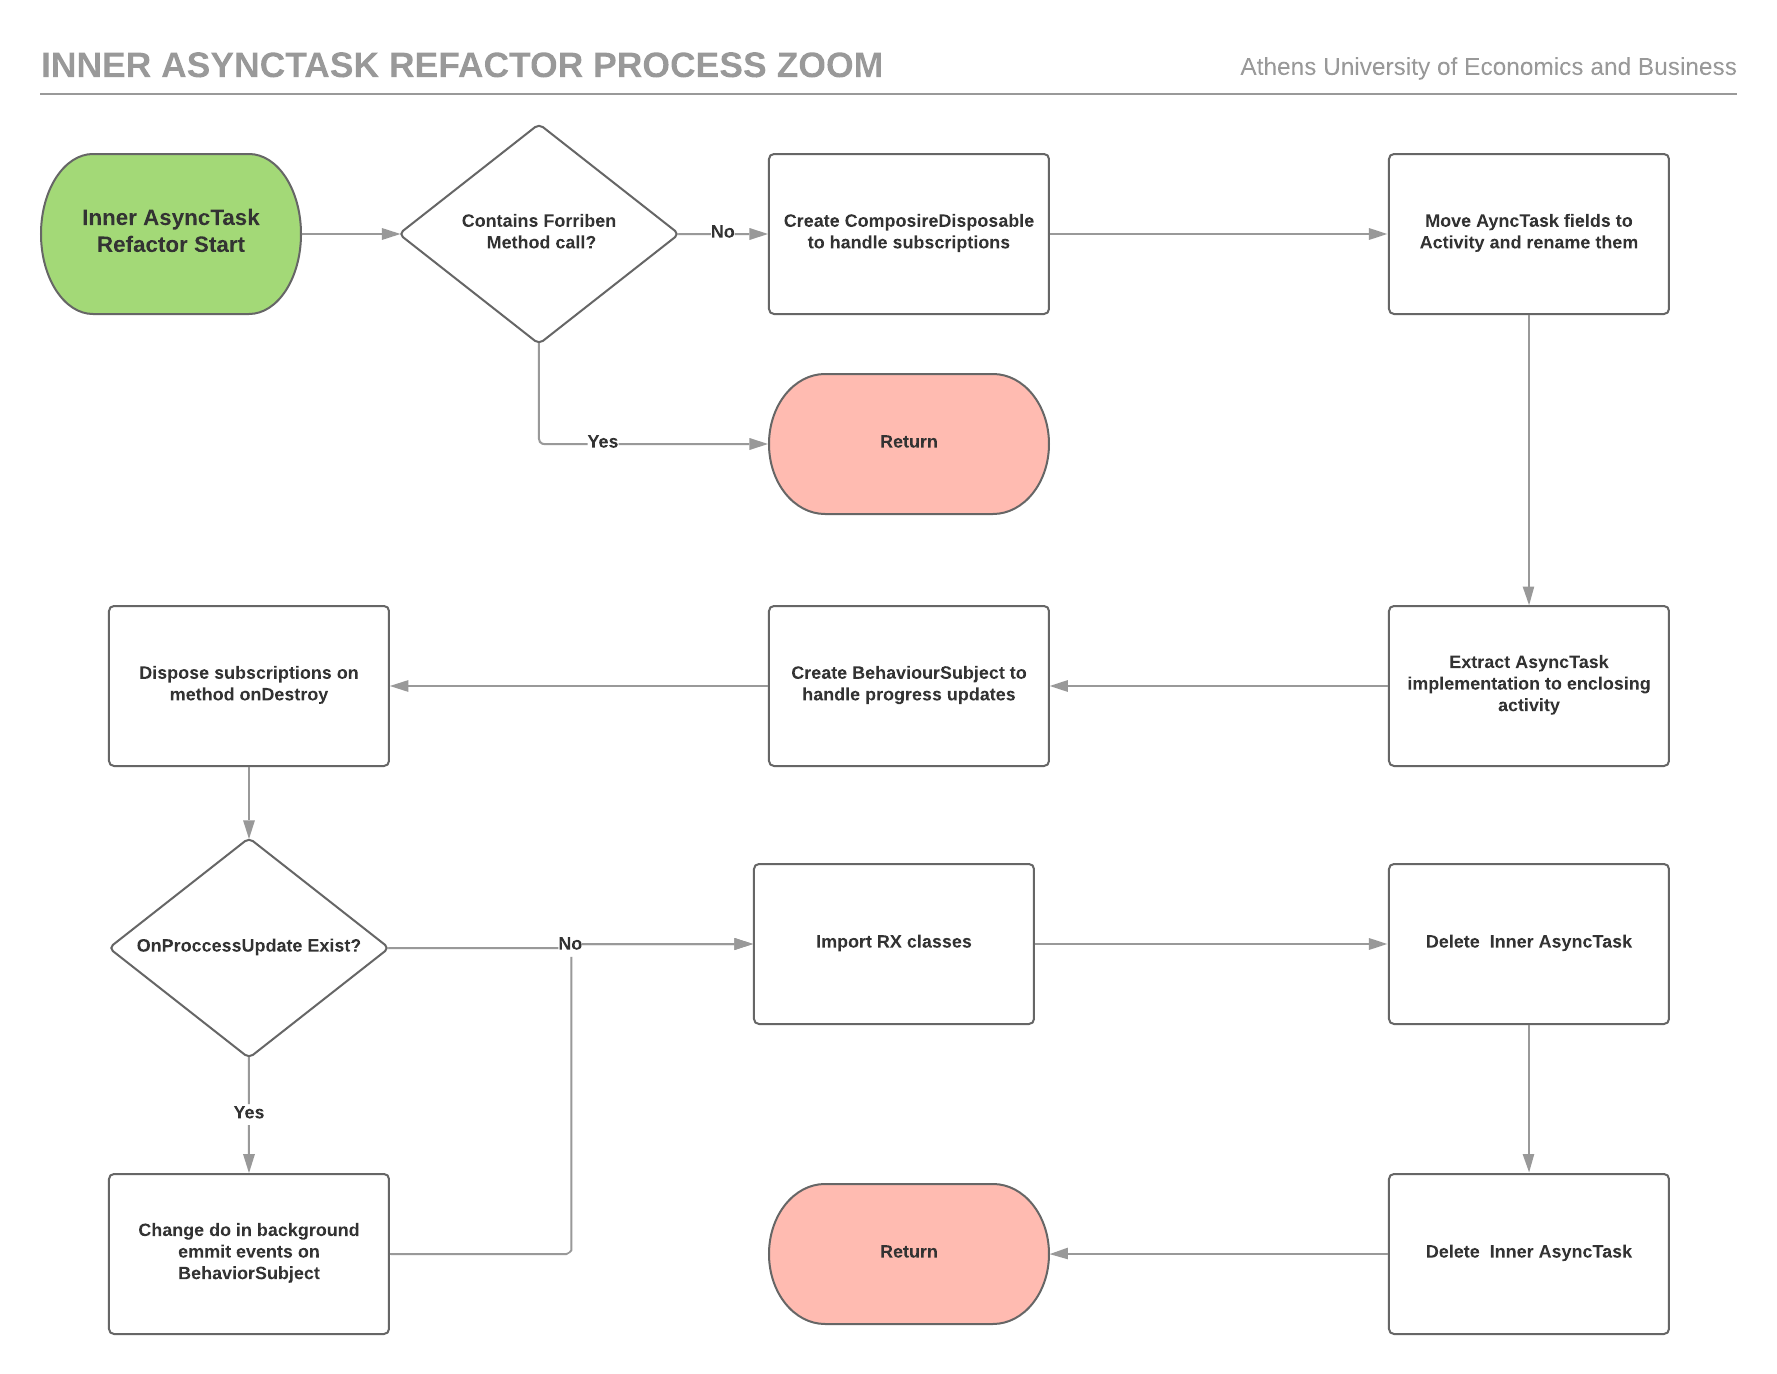 INNER ASYNCTASK REFACTOR PROCESS ZOOM
Athens University of Economics and Business
Inner AsyncTask
Refactor Start
Contains Forriben
Method call?
No
Create ComposireDisposable
to handle subscriptions
Move AyncTask fields to
Activity and rename them
Yes
Return
Dispose subscriptions on
method onDestroy
Create BehaviourSubject to
handle progress updates
Extract AsyncTask
implementation to enclosing
activity
OnProccessUpdate Exist?
No
Import RX classes
Delete  Inner AsyncTask
Yes
Change do in background
emmit events on
BehaviorSubject
Return
Delete  Inner AsyncTask